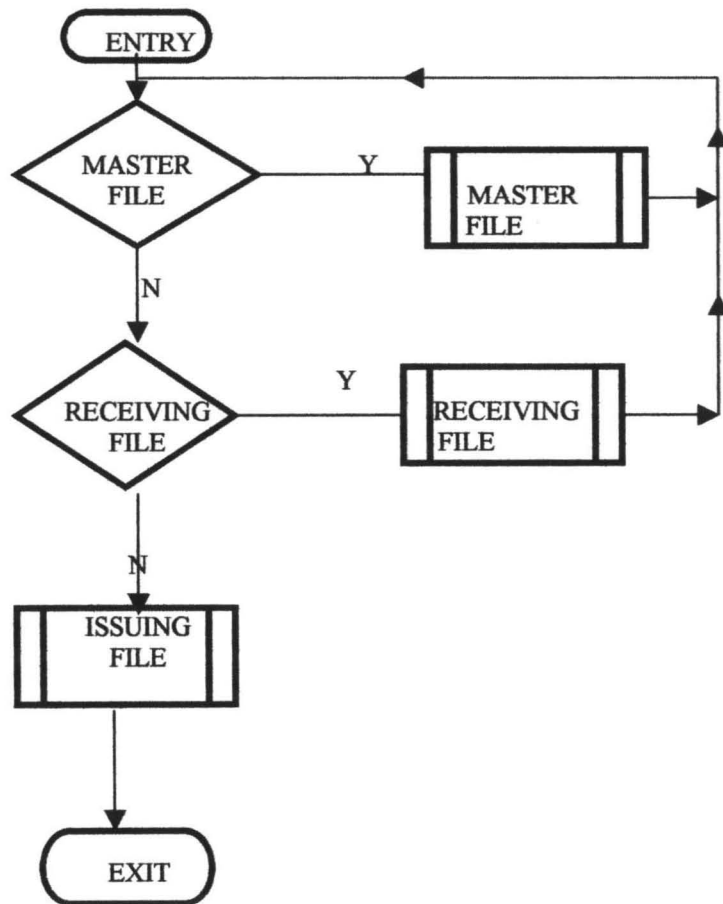 ENTRY
MASTER
FILE
Y
MASTER
FILE
N
RECEIVING
FILE
Y
RECEIVING
FILE
N
ISSUING
FILE
EXIT